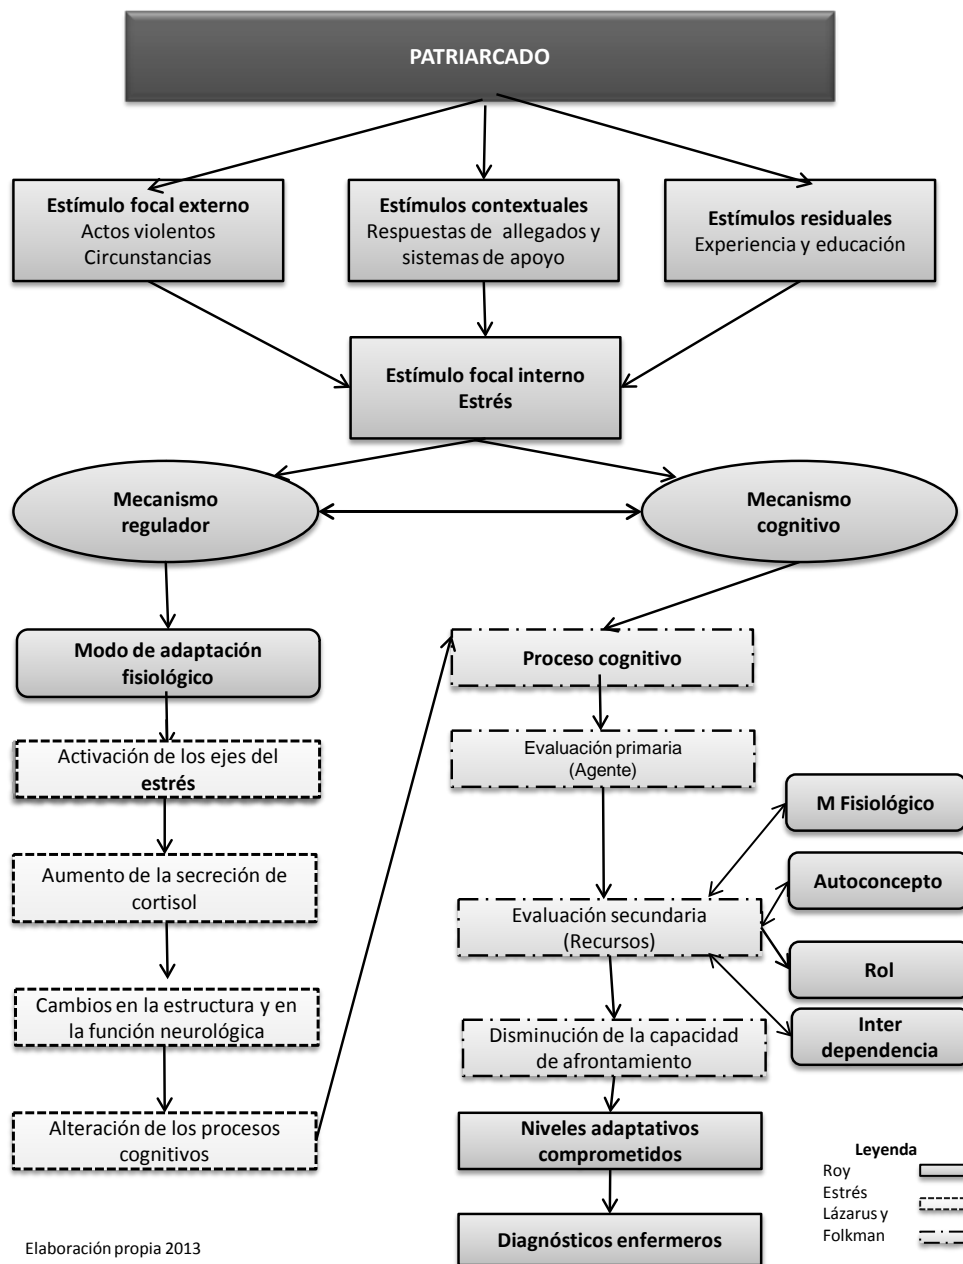 PATRIARCADO
Estímulo focal externo
Actos violentos
Circunstancias
Estímulos contextuales
Respuestas de allegados y
sistemas de apoyo
Estímulos residuales
Experiencia y educación
Estímulo focal interno
Estrés
Mecanismo
regulador
Mecanismo
cognitivo
Modo de adaptación
fisiológico
Activación de los ejes del
estrés
Aumento de la secreción de
cortisol
Cambios en la estructura y en
la función neurológica
Alteración de los procesos
cognitivos
Proceso cognitivo
Evaluación primaria
(Agente)
Evaluación secundaria
(Recursos)
M Fisiológico
Autoconcepto
Rol
Inter
dependencia
Disminución de la capacidad
de afrontamiento
Niveles adaptativos
comprometidos
Diagnósticos enfermeros
Leyenda
Roy
Estrés
Lázarus y
Folkman
Elaboración propia 2013